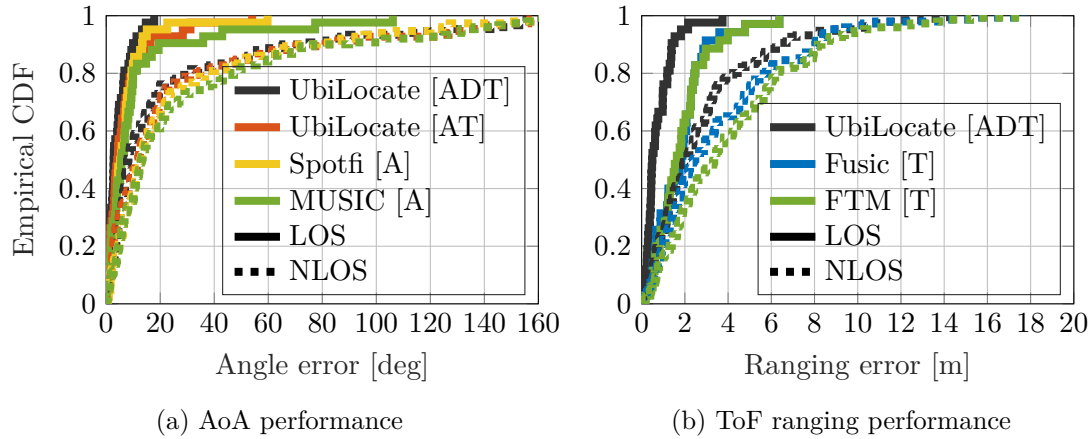 Empirical CDF
1
0.8
0.6
0.4
0.2
0
0 20 40 60 80 100 120 140 160
Angle error [deg]
UbiLocate [ADT]
UbiLocate [AT]
Spotfi [A]
MUSIC [A]
LOS
NLOS
(a) AoA performance
1
0.8
0.6
0.4
0.2
0
0 2 4 6 8 10 12 14 16 18 20
Ranging error [m]
UbiLocate [ADT]
Fusic [T]
FTM [T]
LOS
NLOS
(b) ToF ranging performance